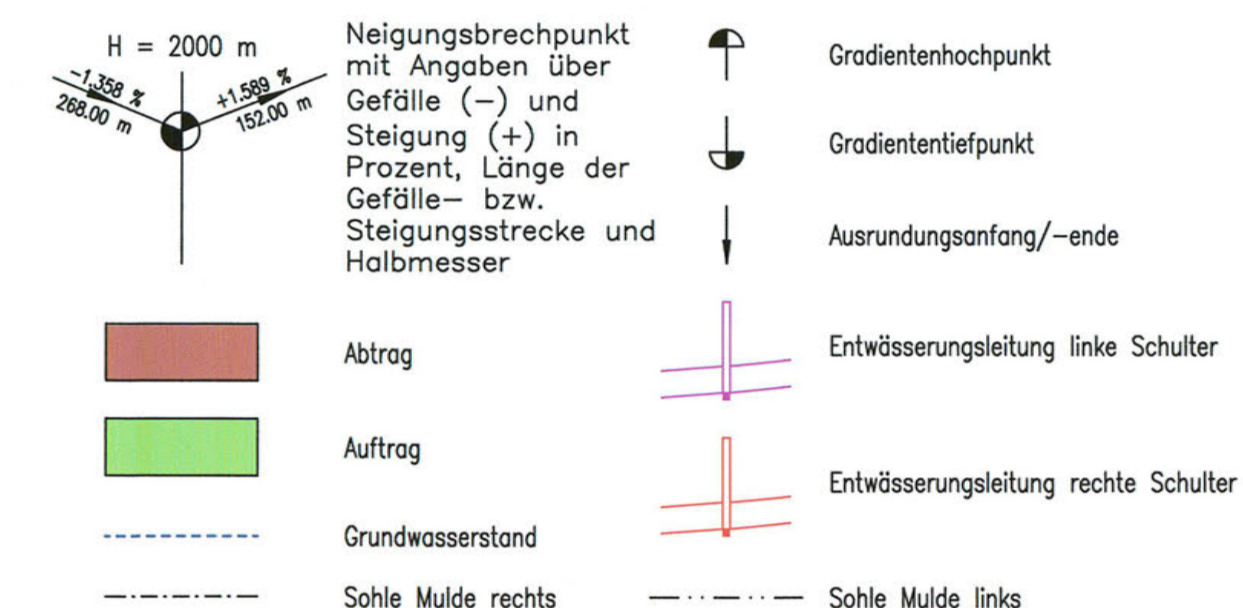 H = 2000 m
-1.358 %
268.00 m
+1.589 %
152.00 m
Neigungsbrechpunkt
mit Angaben über
Gefälle (-) und
Steigung (+) in
Prozent, Länge der
Gefälle- bzw.
Steigungsstrecke und
Halbmesser
Abtrag
Auftrag
Grundwasserstand
Sohle Mulde rechts
Gradientenhochpunkt
Gradiententiefpunkt
Ausrundungsanfang/-ende
Entwässerungsleitung linke Schulter
Entwässerungsleitung rechte Schulter
Sohle Mulde links